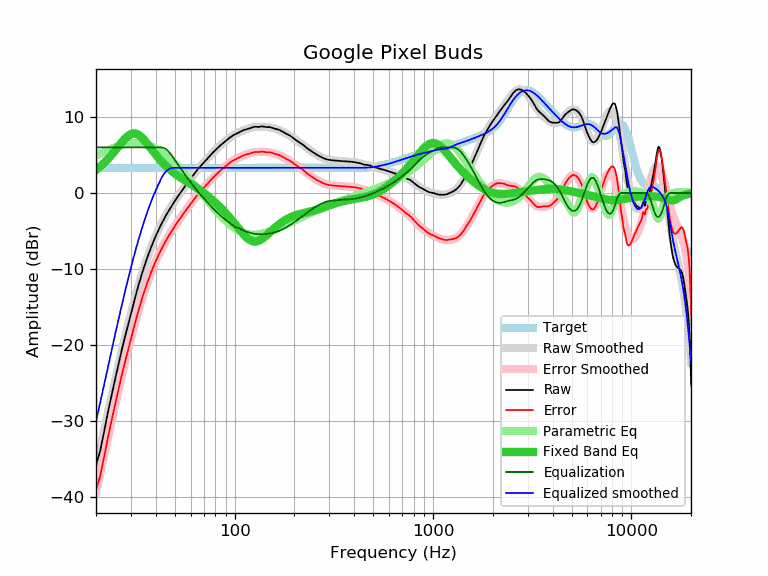 Google Pixel Buds
Amplitude (dBr)
10
0
−10
−20
−30
−40
100
1000
10000
Frequency (Hz)
Target
Raw Smoothed
Error Smoothed
Raw
Error
Parametric Eq
Fixed Band Eq
Equalization
Equalized smoothed